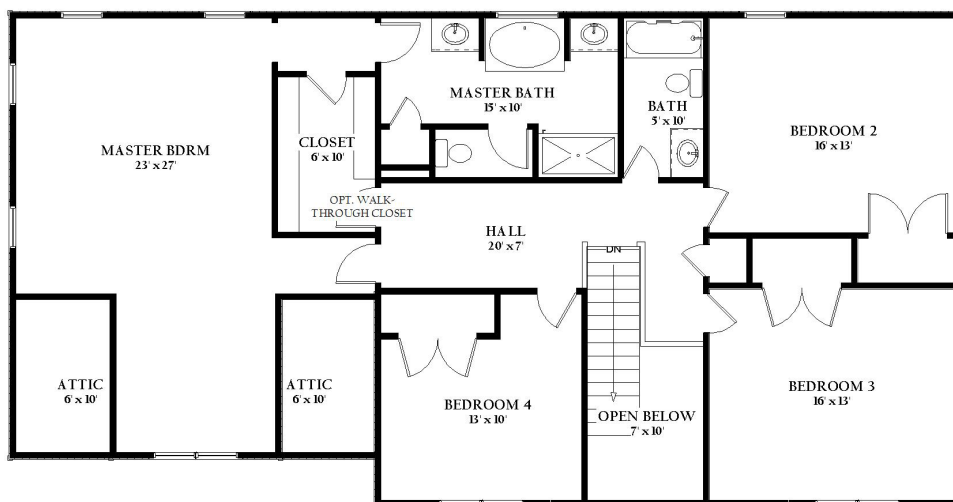 MASTER BDRM
23' x 27'
CLOSET
6' x 10'
OPT. WALK-
THROUGH CLOSET
MASTER BATH
15' x 10'
BATH
5' x 10'
BEDROOM 2
16' x 13'
HALL
20' x 7'
DN
ATTIC
6' x 10'
ATTIC
6' x 10'
BEDROOM 4
13' x 10'
OPEN BELOW
7' x 10'
BEDROOM 3
16' x 13'